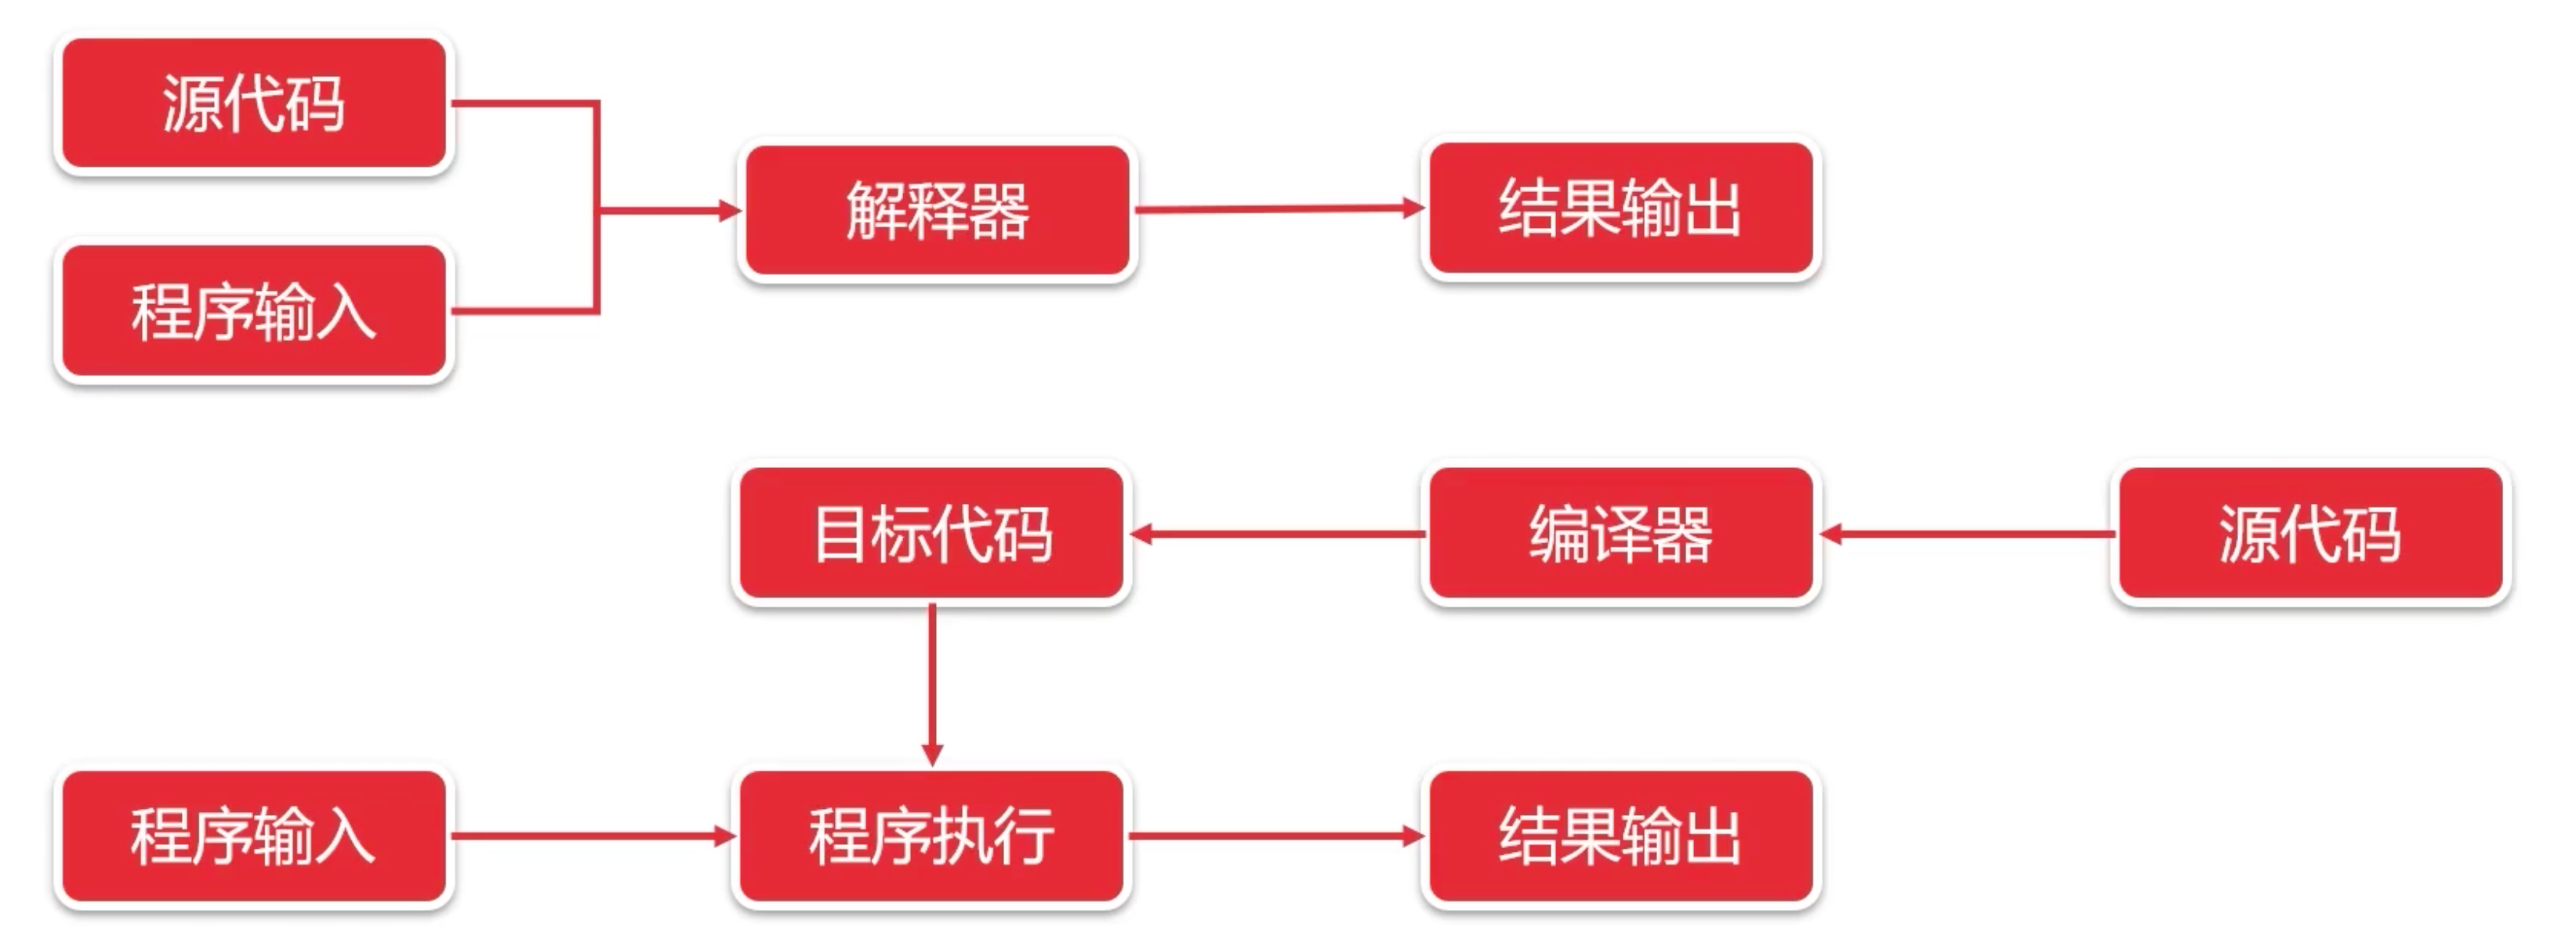 源代码
程序输入
解释器
结果输出
目标代码
编译器
源代码
程序输入
程序执行
结果输出